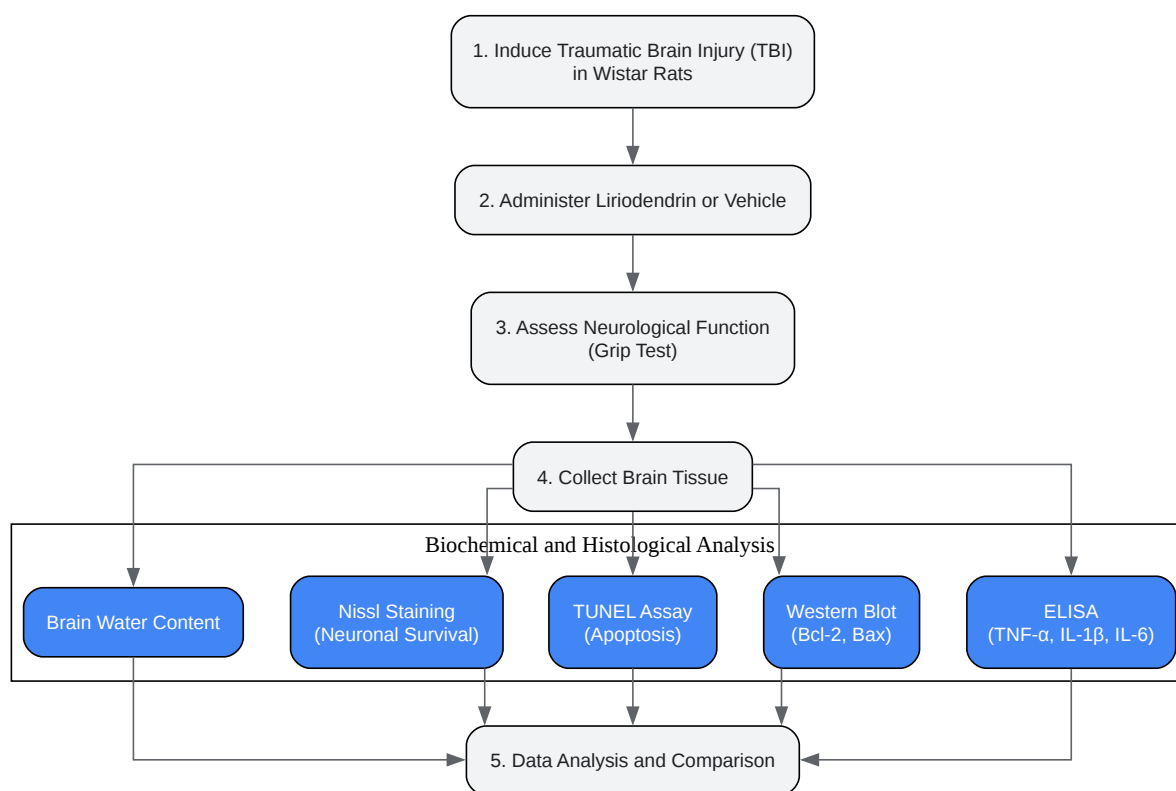 1. Induce Traumatic Brain Injury (TBI)
in Wistar Rats
2. Administer Liriodendrin or Vehicle
3. Assess Neurological Function
(Grip Test)
4. Collect Brain Tissue
Biochemical and Histological Analysis
Brain Water Content
Nissl Staining
(Neuronal Survival)
TUNEL Assay
(Apoptosis)
Western Blot
(Bcl-2, Bax)
ELISA
(TNF-α, IL-1β, IL-6)
5. Data Analysis and Comparison